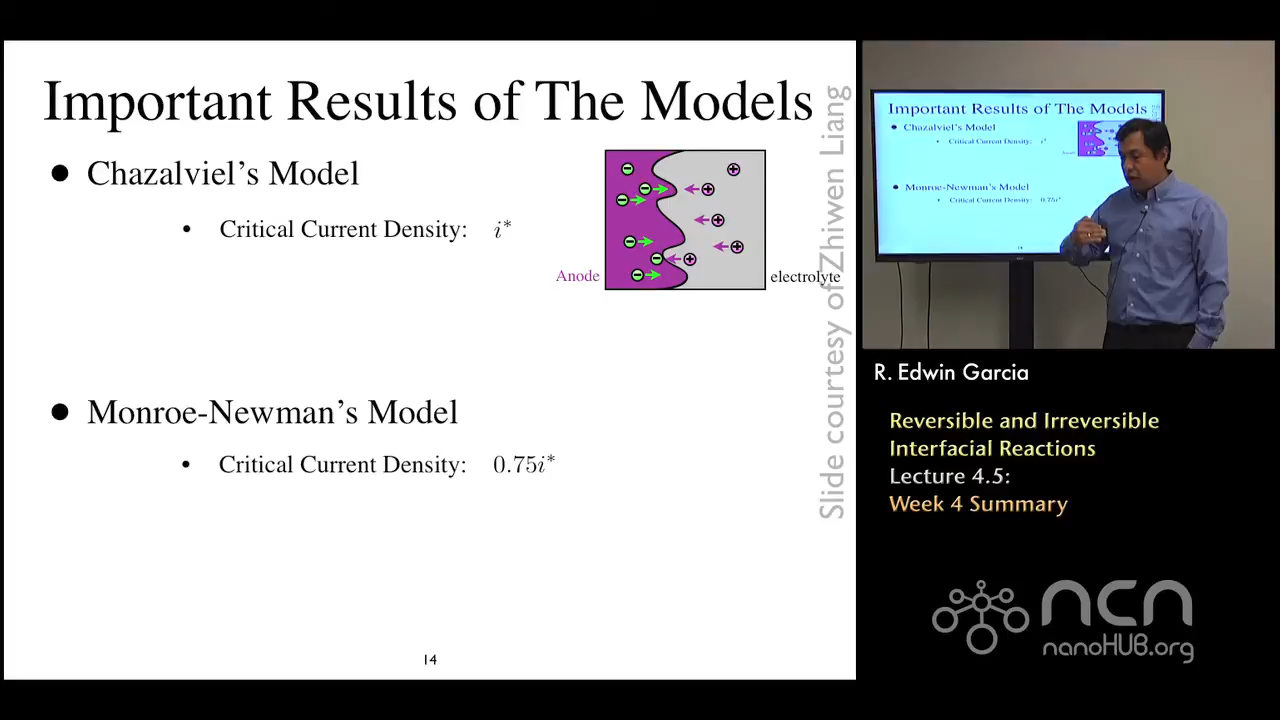 Important Results of The Models
• Chazalviel's Model
• Critical Current Density: i*
Anode
electrolyte
• Monroe-Newman's Model
• Critical Current Density: 0.75i*
14
Slide courtesy of Zhiwen Liang
Important Results of The Models
• Chazalviel's Model
• Critical Current Density: i*
• Monroe-Newman's Model
• Critical Current Density: 0.75i*
14
R. Edwin Garcia
Reversible and Irreversible
Interfacial Reactions
Lecture 4.5:
Week 4 Summary
ncn
nanoHUB.org